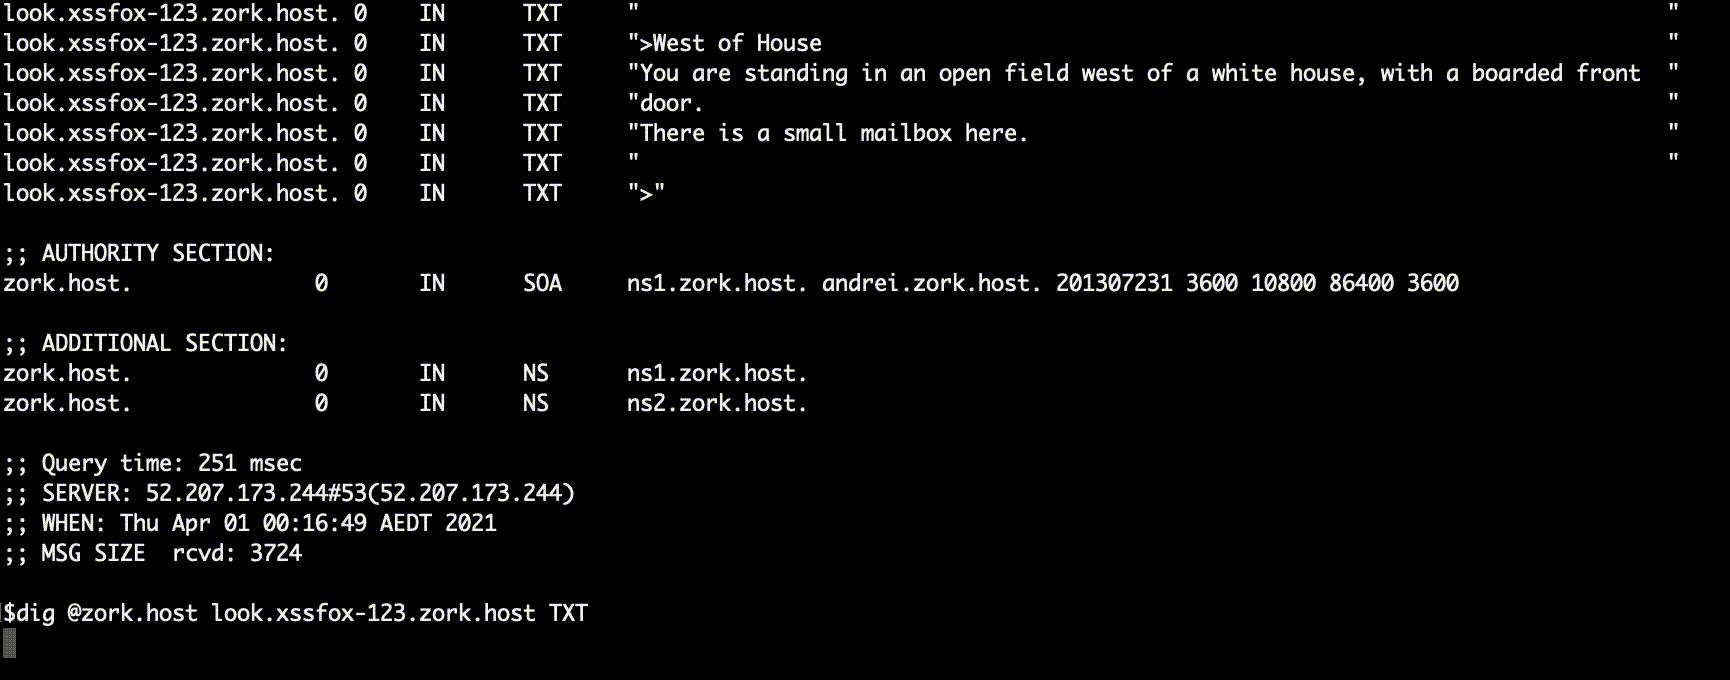 look.xssfox-123.zork.host. 0    IN      TXT     "                                                                               "
look.xssfox-123.zork.host. 0    IN      TXT     ">West of House                                                                 "
look.xssfox-123.zork.host. 0    IN      TXT     "You are standing in an open field west of a white house, with a boarded front  "
look.xssfox-123.zork.host. 0    IN      TXT     "door.                                                                          "
look.xssfox-123.zork.host. 0    IN      TXT     "There is a small mailbox here.                                                 "
look.xssfox-123.zork.host. 0    IN      TXT     "                                                                               "
look.xssfox-123.zork.host. 0    IN      TXT     ">"
;; AUTHORITY SECTION:
zork.host.              0       IN      SOA     ns1.zork.host. andrei.zork.host. 201307231 3600 10800 86400 3600
;; ADDITIONAL SECTION:
zork.host.              0       IN      NS      ns1.zork.host.
zork.host.              0       IN      NS      ns2.zork.host.
;; Query time: 251 msec
;; SERVER: 52.207.173.244#53(52.207.173.244)
;; WHEN: Thu Apr 01 00:16:49 AEDT 2021
;; MSG SIZE  rcvd: 3724
$dig @zork.host look.xssfox-123.zork.host TXT